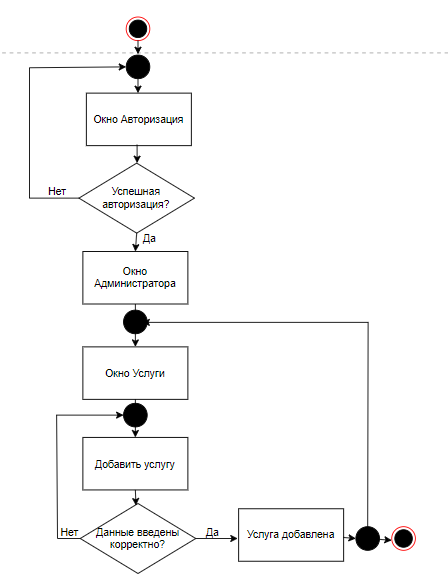 Окно Авторизация
Успешная
авторизация?
Нет
Да
Окно
Администратора
Окно Услуги
Добавить услугу
Данные введены
корректно?
Нет
Да
Услуга добавлена